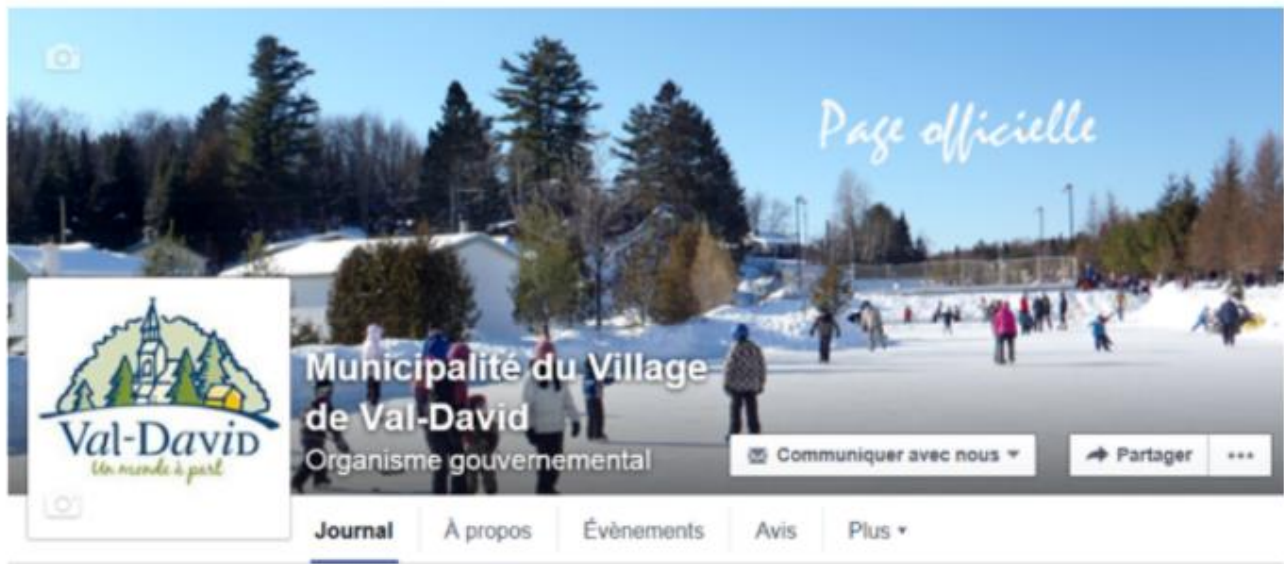 Page officielle
Municipalité du Village
de Val-David
Organisme gouvernemental
Communiquer avec nous
Partager
Val-David
Un monde à part
Journal
À propos
Évènements
Avis
Plus